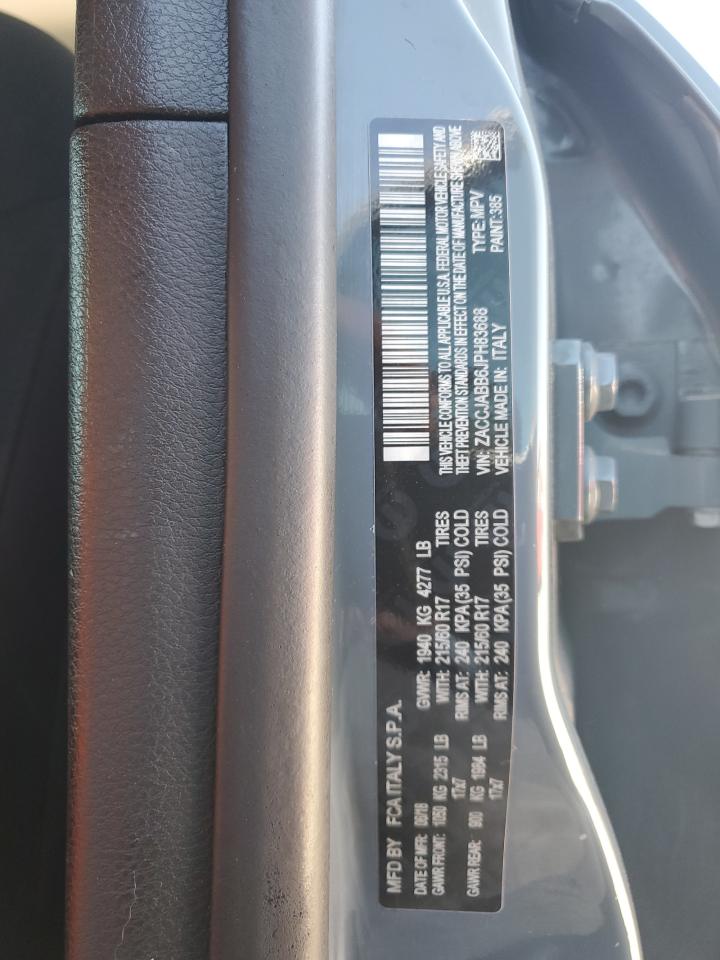 MFD BY FCA ITALY S.P.A.
DATE OF MFR: 06/18 GVWR: 1940 KG 4277 LB
GAWR FRONT: 1050 KG 2315 LB WITH: 215/60 R17 TIRES
17x7 RIMS AT: 240 KPA(35 PSI) COLD
GAWR REAR: 900 KG 1984 LB WITH: 215/60 R17 TIRES
17x7 RIMS AT: 240 KPA(35 PSI) COLD
THIS VEHICLE CONFORMS TO ALL APPLICABLE U.S.A. FEDERAL MOTOR VEHICLE SAFETY AND
THEFT PREVENTION STANDARDS IN EFFECT ON THE DATE OF MANUFACTURE SHOWN ABOVE
VIN: ZACCJABB6JPH83688 TYPE: MPV
VEHICLE MADE IN: ITALY PAINT: 385